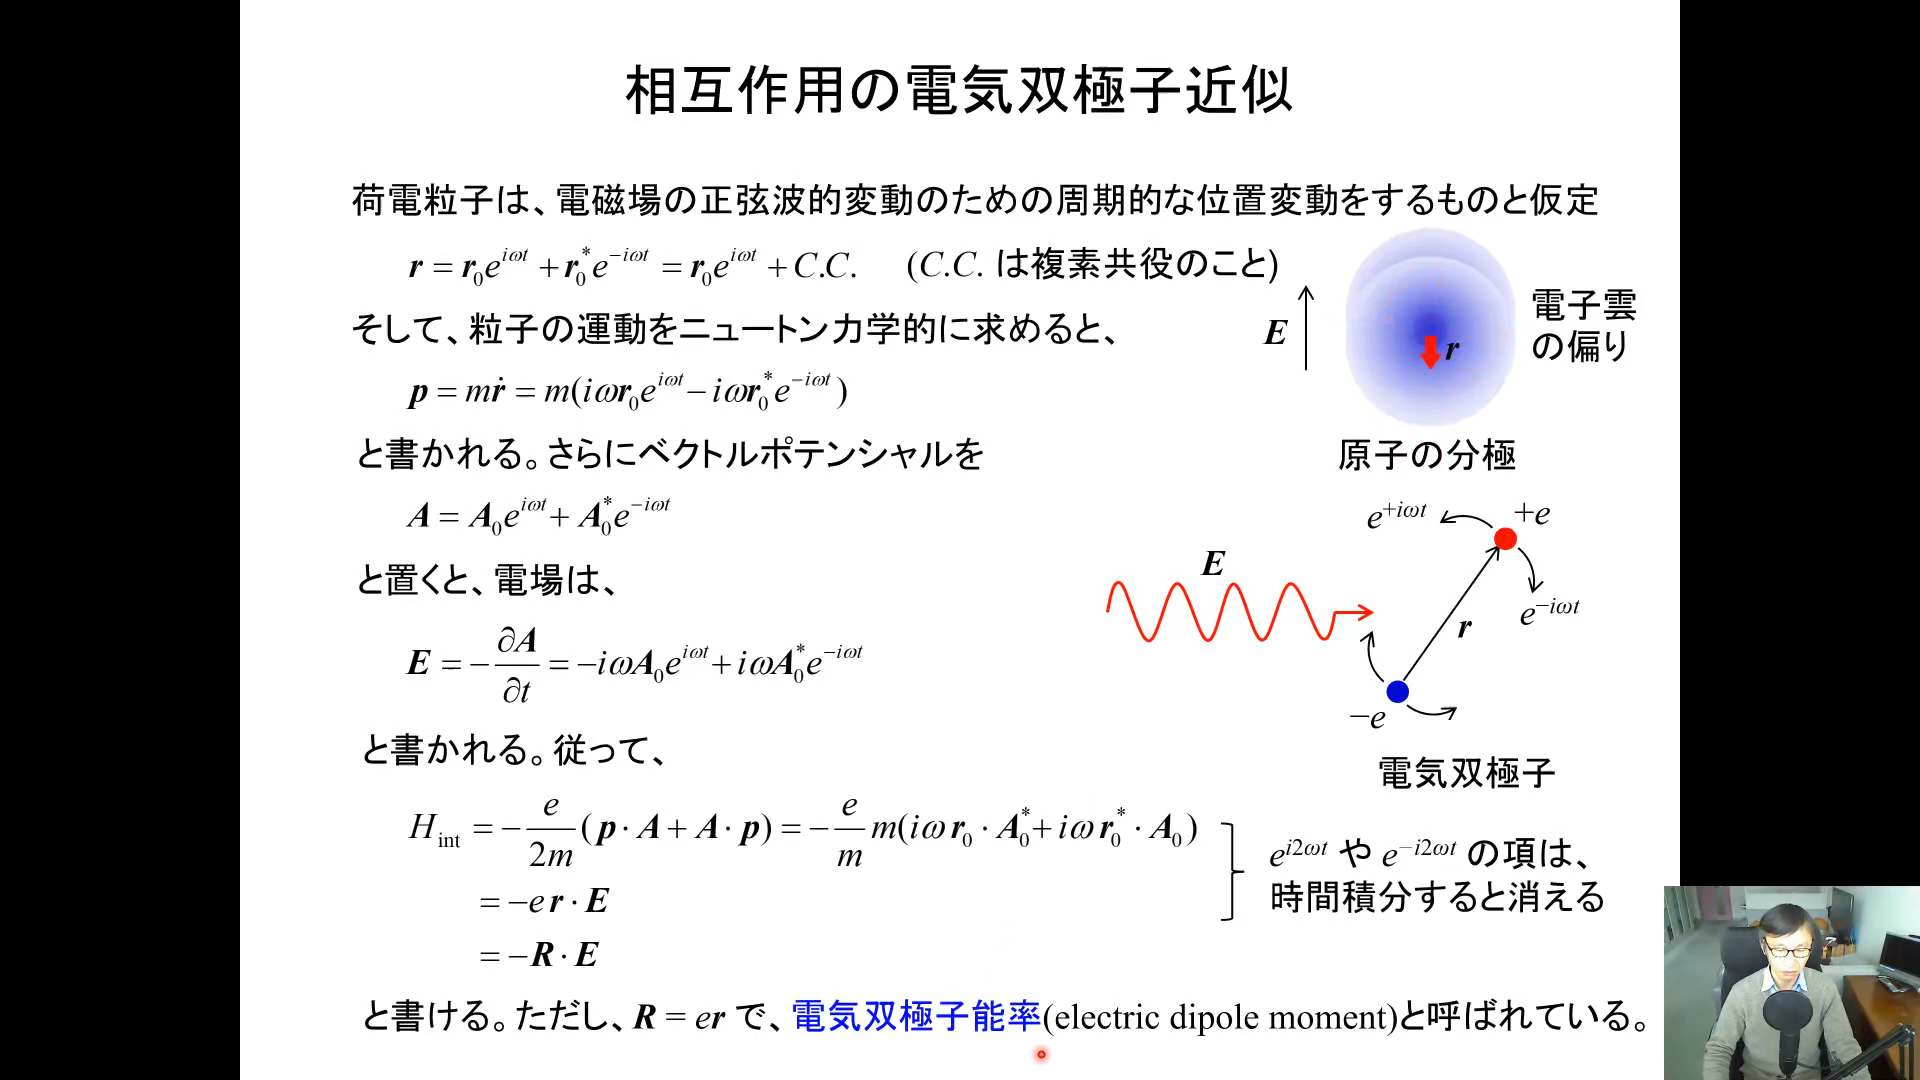 相互作用の電気双極子近似
荷電粒子は、電磁場の正弦波的変動のための周期的な位置変動をするものと仮定
r = r₀e^{iωt} + r₀*e^{−iωt} = r₀e^{iωt} + C.C. (C.C. は複素共役のこと)
そして、粒子の運動をニュートン力学的に求めると、
p = mṙ = m(iωr₀e^{iωt} − iωr₀*e^{−iωt})
と書かれる。さらにベクトルポテンシャルを
A = A₀e^{iωt} + A₀*e^{−iωt}
と置くと、電場は、
E = −∂A/∂t = −iωA₀e^{iωt} + iωA₀*e^{−iωt}
と書かれる。従って、
H_int = −e/2m (p·A + A·p) = −e/m m(iωr₀·A₀* + iωr₀*·A₀)
= −er·E
= −R·E
e^{i2ωt} や e^{−i2ωt} の項は、
時間積分すると消える
と書ける。ただし、R = er で、電気双極子能率(electric dipole moment)と呼ばれている。
E
r
電子雲
の偏り
原子の分極
e^{+iωt}
+e
E
e^{−iωt}
r
−e
電気双極子